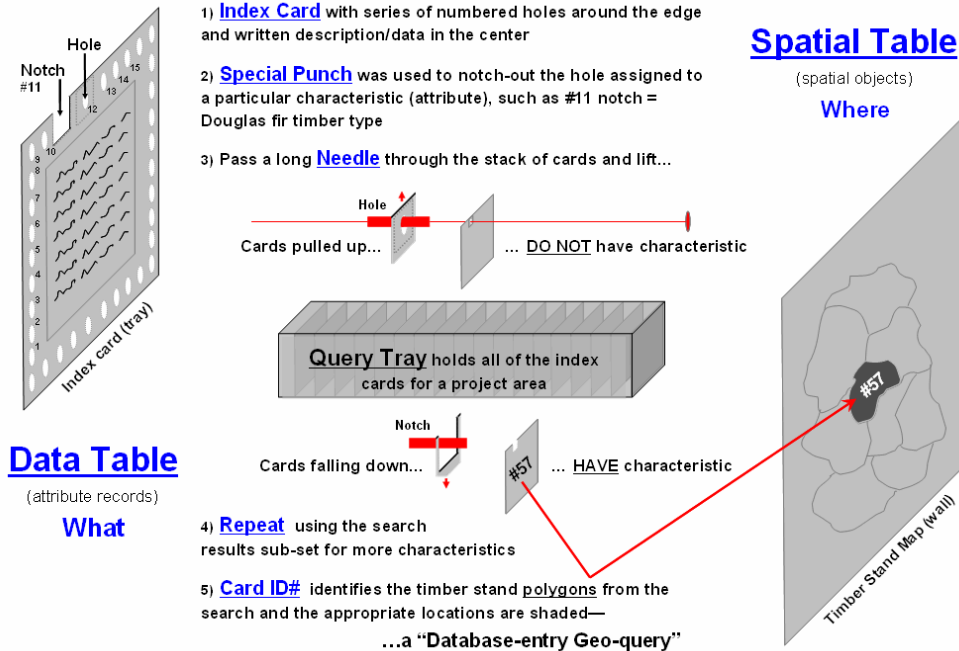 1) Index Card with series of numbered holes around the edge
and written description/data in the center
2) Special Punch was used to notch-out the hole assigned to
a particular characteristic (attribute), such as #11 notch =
Douglas fir timber type
3) Pass a long Needle through the stack of cards and lift...
Hole
Notch
#11
15
14
13
12
10
9
8
7
6
5
4
3
2
1
Index card (tray)
Hole
Cards pulled up... ... DO NOT have characteristic
Query Tray holds all of the index
cards for a project area
Notch
Cards falling down... #57 ... HAVE characteristic
4) Repeat using the search
results sub-set for more characteristics
5) Card ID# identifies the timber stand polygons from the
search and the appropriate locations are shaded—
...a “Database-entry Geo-query”
Data Table
(attribute records)
What
Spatial Table
(spatial objects)
Where
#57
Timber Stand Map (wall)